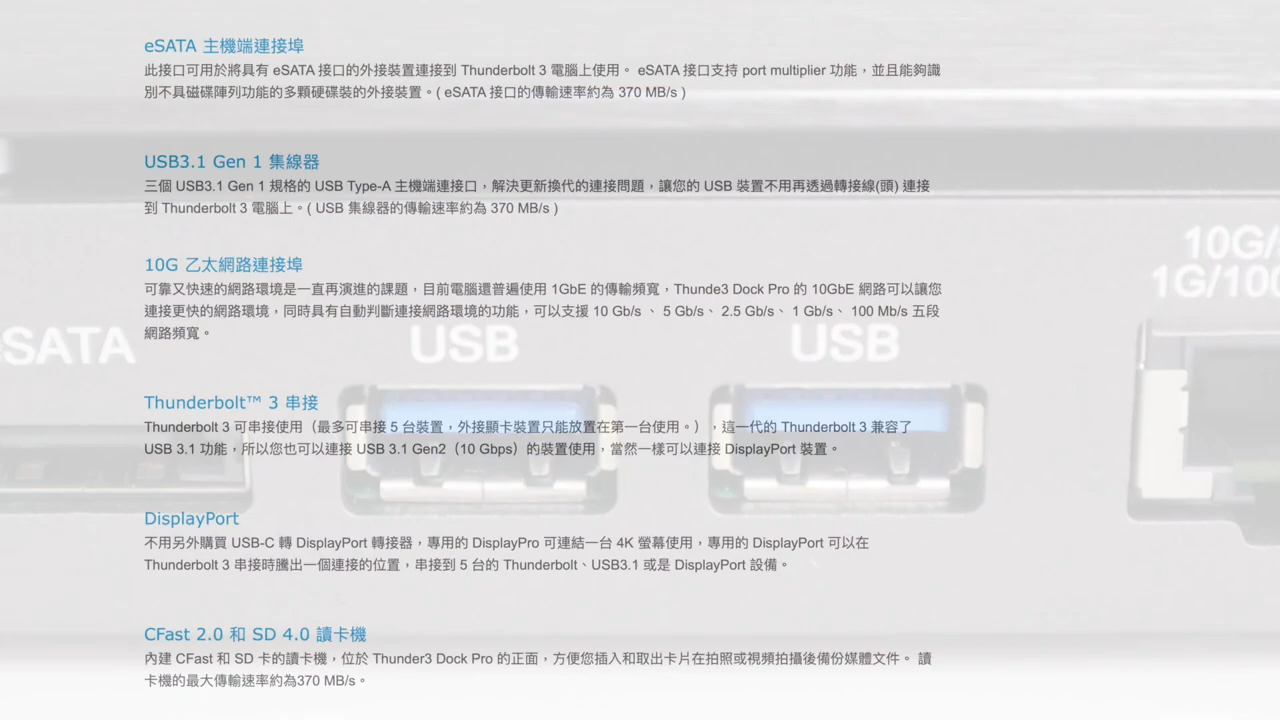 eSATA 主機端連接埠
此接口可用於將具有 eSATA 接口的外接裝置連接到 Thunderbolt 3 電腦上使用。 eSATA 接口支持 port multiplier 功能，並且能夠識
別不具磁碟陣列功能的多顆硬碟裝的外接裝置。( eSATA 接口的傳輸速率約為 370 MB/s )
USB3.1 Gen 1 集線器
三個 USB3.1 Gen 1 規格的 USB Type-A 主機端連接口，解決更新換代的連接問題，讓您的 USB 裝置不用再透過轉接線(頭) 連接
到 Thunderbolt 3 電腦上。( USB 集線器的傳輸速率約為 370 MB/s )
10G 乙太網路連接埠
可靠又快速的網路環境是一直再演進的課題，目前電腦還普遍使用 1GbE 的傳輸頻寬，Thunde3 Dock Pro 的 10GbE 網路可以讓您
連接更快的網路環境，同時具有自動判斷連接網路環境的功能，可以支援 10 Gb/s 、 5 Gb/s、 2.5 Gb/s、 1 Gb/s、 100 Mb/s 五段
網路頻寬。
10G/
1G/100
eSATA
USB
USB
Thunderbolt™ 3 串接
Thunderbolt 3 可串接使用（最多可串接 5 台裝置，外接顯卡裝置只能放置在第一台使用。），這一代的 Thunderbolt 3 兼容了
USB 3.1 功能，所以您也可以連接 USB 3.1 Gen2（10 Gbps）的裝置使用，當然一樣可以連接 DisplayPort 裝置。
DisplayPort
不用另外購買 USB-C 轉 DisplayPort 轉接器，專用的 DisplayPro 可連結一台 4K 螢幕使用，專用的 DisplayPort 可以在
Thunderbolt 3 串接時騰出一個連接的位置，串接到 5 台的 Thunderbolt、USB3.1 或是 DisplayPort 設備。
CFast 2.0 和 SD 4.0 讀卡機
內建 CFast 和 SD 卡的讀卡機，位於 Thunder3 Dock Pro 的正面，方便您插入和取出卡片在拍照或視頻拍攝後備份媒體文件。 讀
卡機的最大傳輸速率約為370 MB/s。